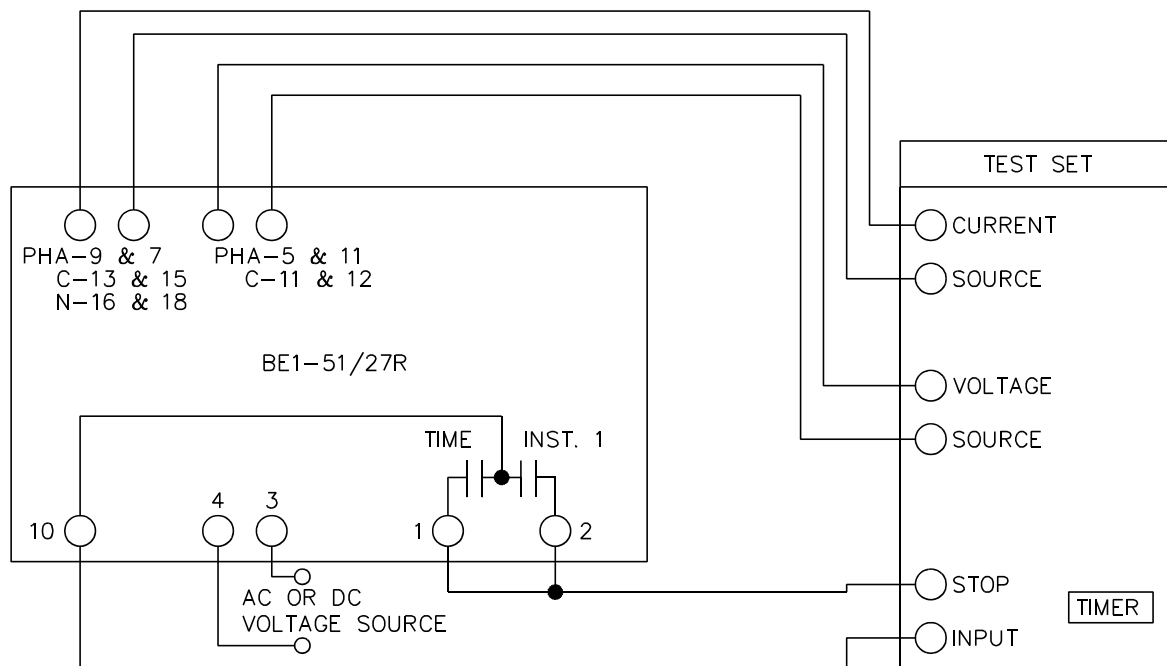 TEST SET
CURRENT
SOURCE
PHA-9 & 7
C-13 & 15
N-16 & 18
PHA-5 & 11
C-11 & 12
BE1-51/27R
VOLTAGE
SOURCE
TIME
INST. 1
10
4
3
1
2
AC OR DC
VOLTAGE SOURCE
STOP
INPUT
TIMER